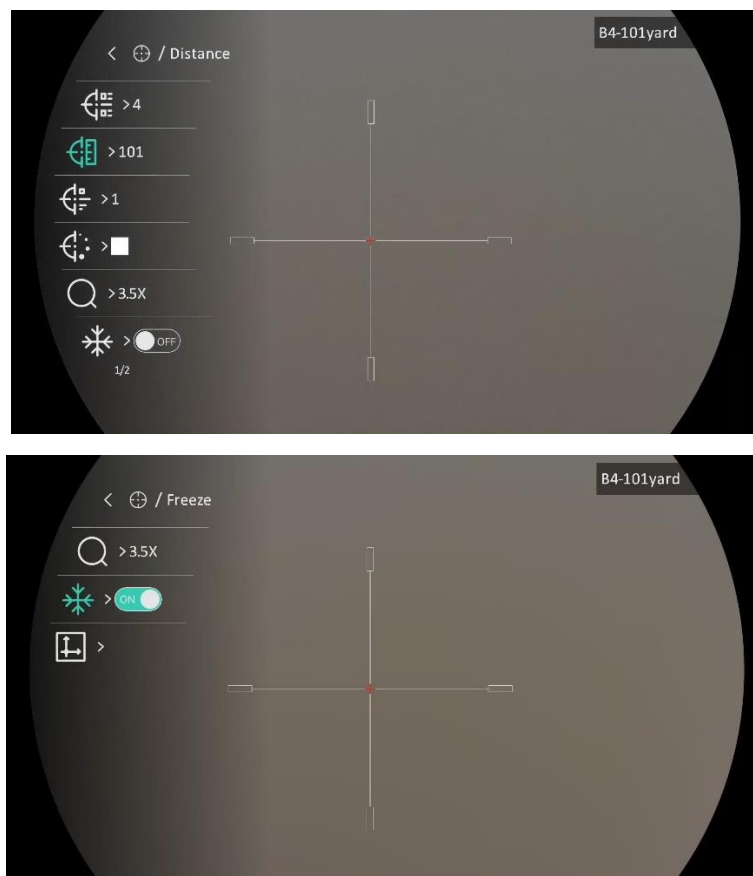 B4-101yard
< / Distance
>4
>101
>1
>
>3.5X
> OFF
1/2
B4-101yard
< / Freeze
>3.5X
> ON
>